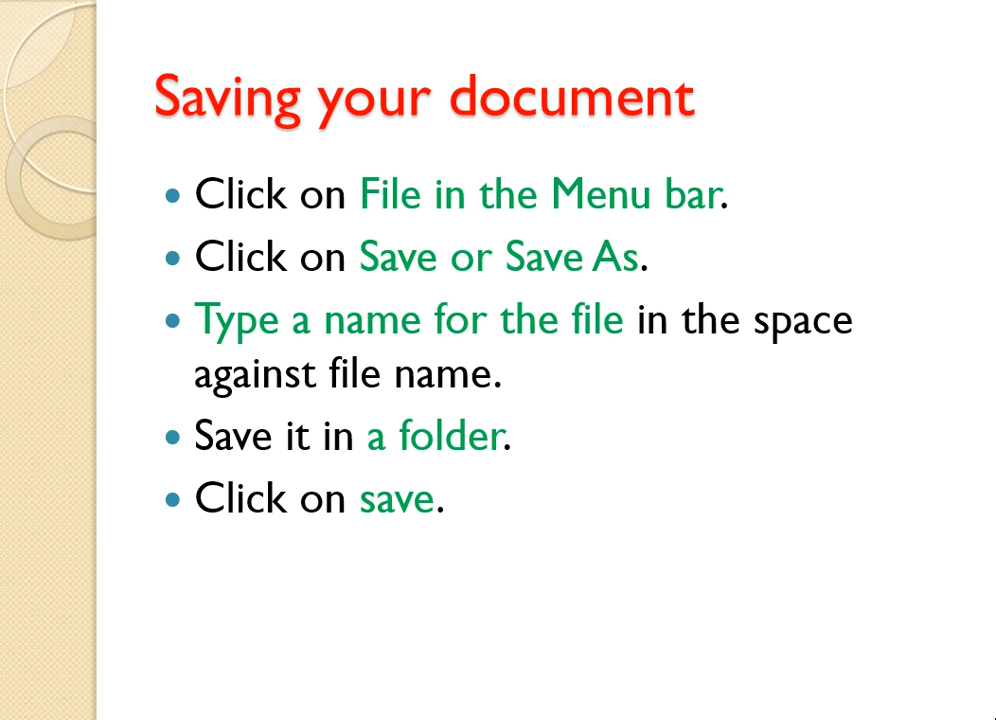 Saving your document
• Click on File in the Menu bar.
• Click on Save or Save As.
• Type a name for the file in the space
against file name.
• Save it in a folder.
• Click on save.